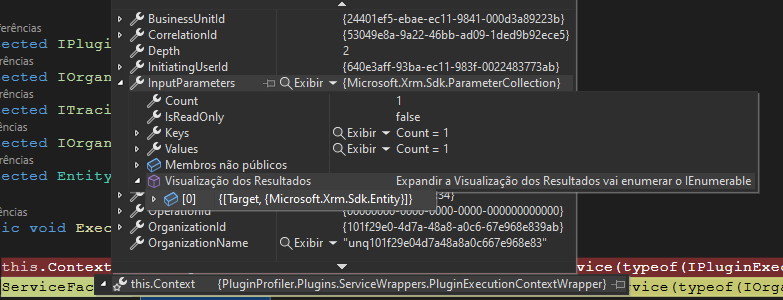 BusinessUnitId {24401ef5-ebae-ec11-9841-000d3a89223b}
CorrelationId {53049e8a-9a22-46bb-ad09-1ded9b92ece5}
Depth 2
InitiatingUserId {640e3aff-93ba-ec11-983f-0022483773ab}
InputParameters Exibir {Microsoft.Xrm.Sdk.ParameterCollection}
Count 1
IsReadOnly false
Keys Exibir Count = 1
Values Exibir Count = 1
Membros não públicos
Visualização dos Resultados Expandir a Visualização dos Resultados vai enumerar o IEnumerable
[0] {[Target, {Microsoft.Xrm.Sdk.Entity}]}
OperationId {00000000-0000-0000-0000-000000000000}
OrganizationId {101f29e0-4d7a-48a8-a0c6-67e968e839ab}
OrganizationName Exibir "unq101f29e04d7a48a8a0c667e968e83"
ferências
ected IPlugin
erências
ected IOrgan
erências
ected ITraci
erências
ected IOrgan
erências
ected Entity
erências
ic void Exec
this.Context vice(typeof(IPluginExec
ServiceFac this.Context {PluginProfiler.Plugins.ServiceWrappers.PluginExecutionContextWrapper} ervice(typeof(IOrga